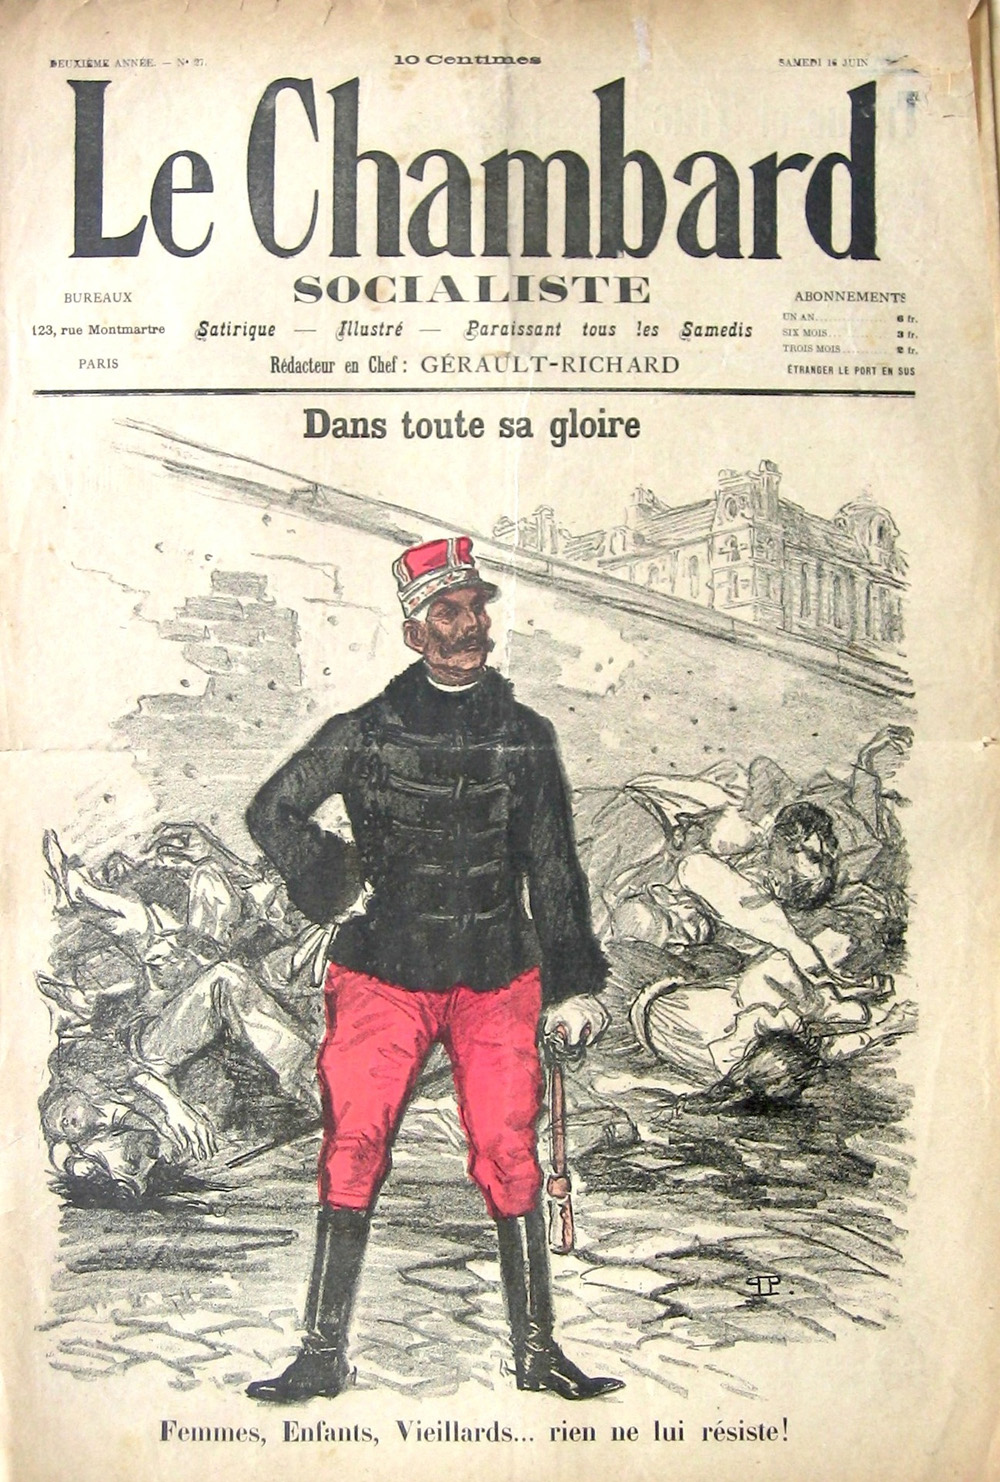 DEUXIÈME ANNÉE. — N° 27.
10 Centimes
SAMEDI 16 JUIN
Le Chambard
SOCIALISTE
BUREAUX
123, rue Montmartre
PARIS
Satirique — Illustré — Paraissant tous les Samedis
Rédacteur en Chef : GÉRAULT-RICHARD
ABONNEMENTS
UN AN............... 6 fr.
SIX MOIS... 3 fr.
TROIS MOIS......... 2 fr.
ÉTRANGER LE PORT EN SUS
Dans toute sa gloire
Femmes, Enfants, Vieillards... rien ne lui résiste!